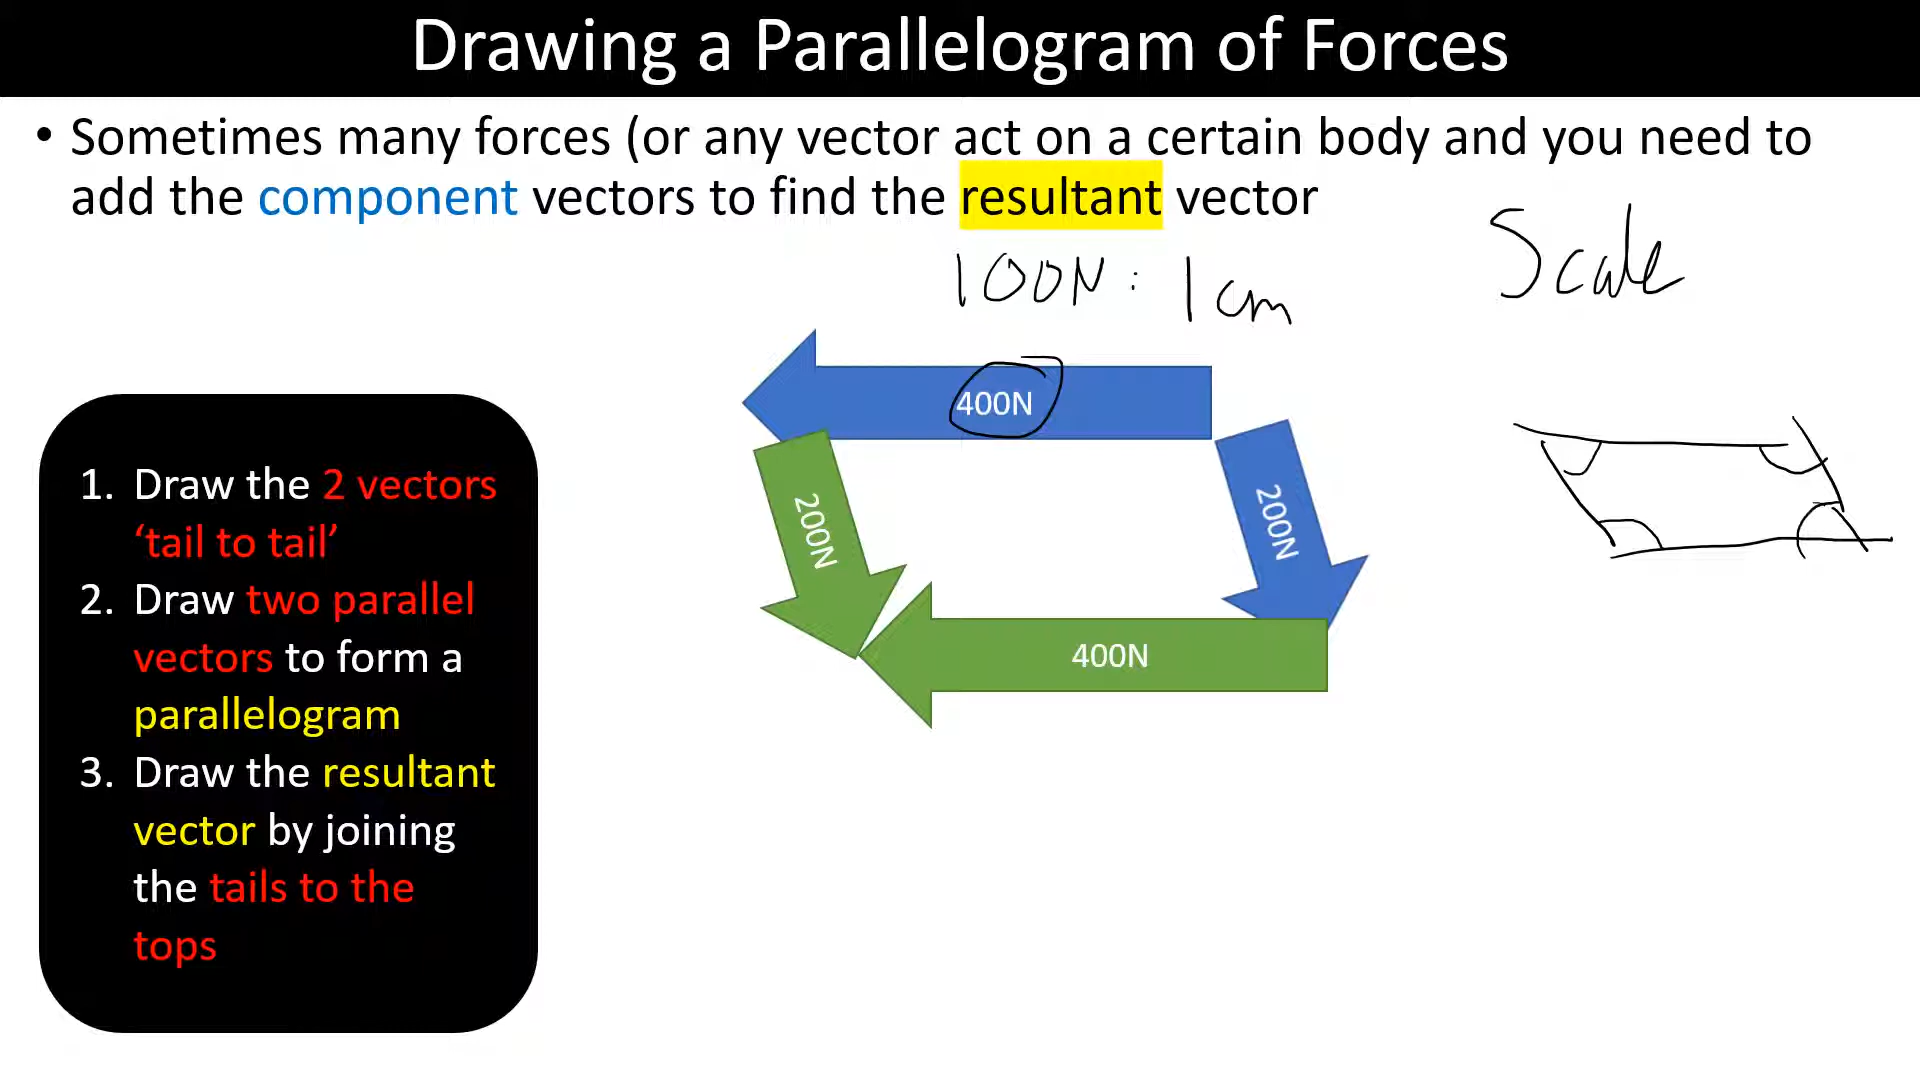 Drawing a Parallelogram of Forces
• Sometimes many forces (or any vector act on a certain body and you need to
add the component vectors to find the resultant vector
Scale
100N : 1cm
400N
200N
200N
400N
1. Draw the 2 vectors
‘tail to tail’
2. Draw two parallel
vectors to form a
parallelogram
3. Draw the resultant
vector by joining
the tails to the
tops